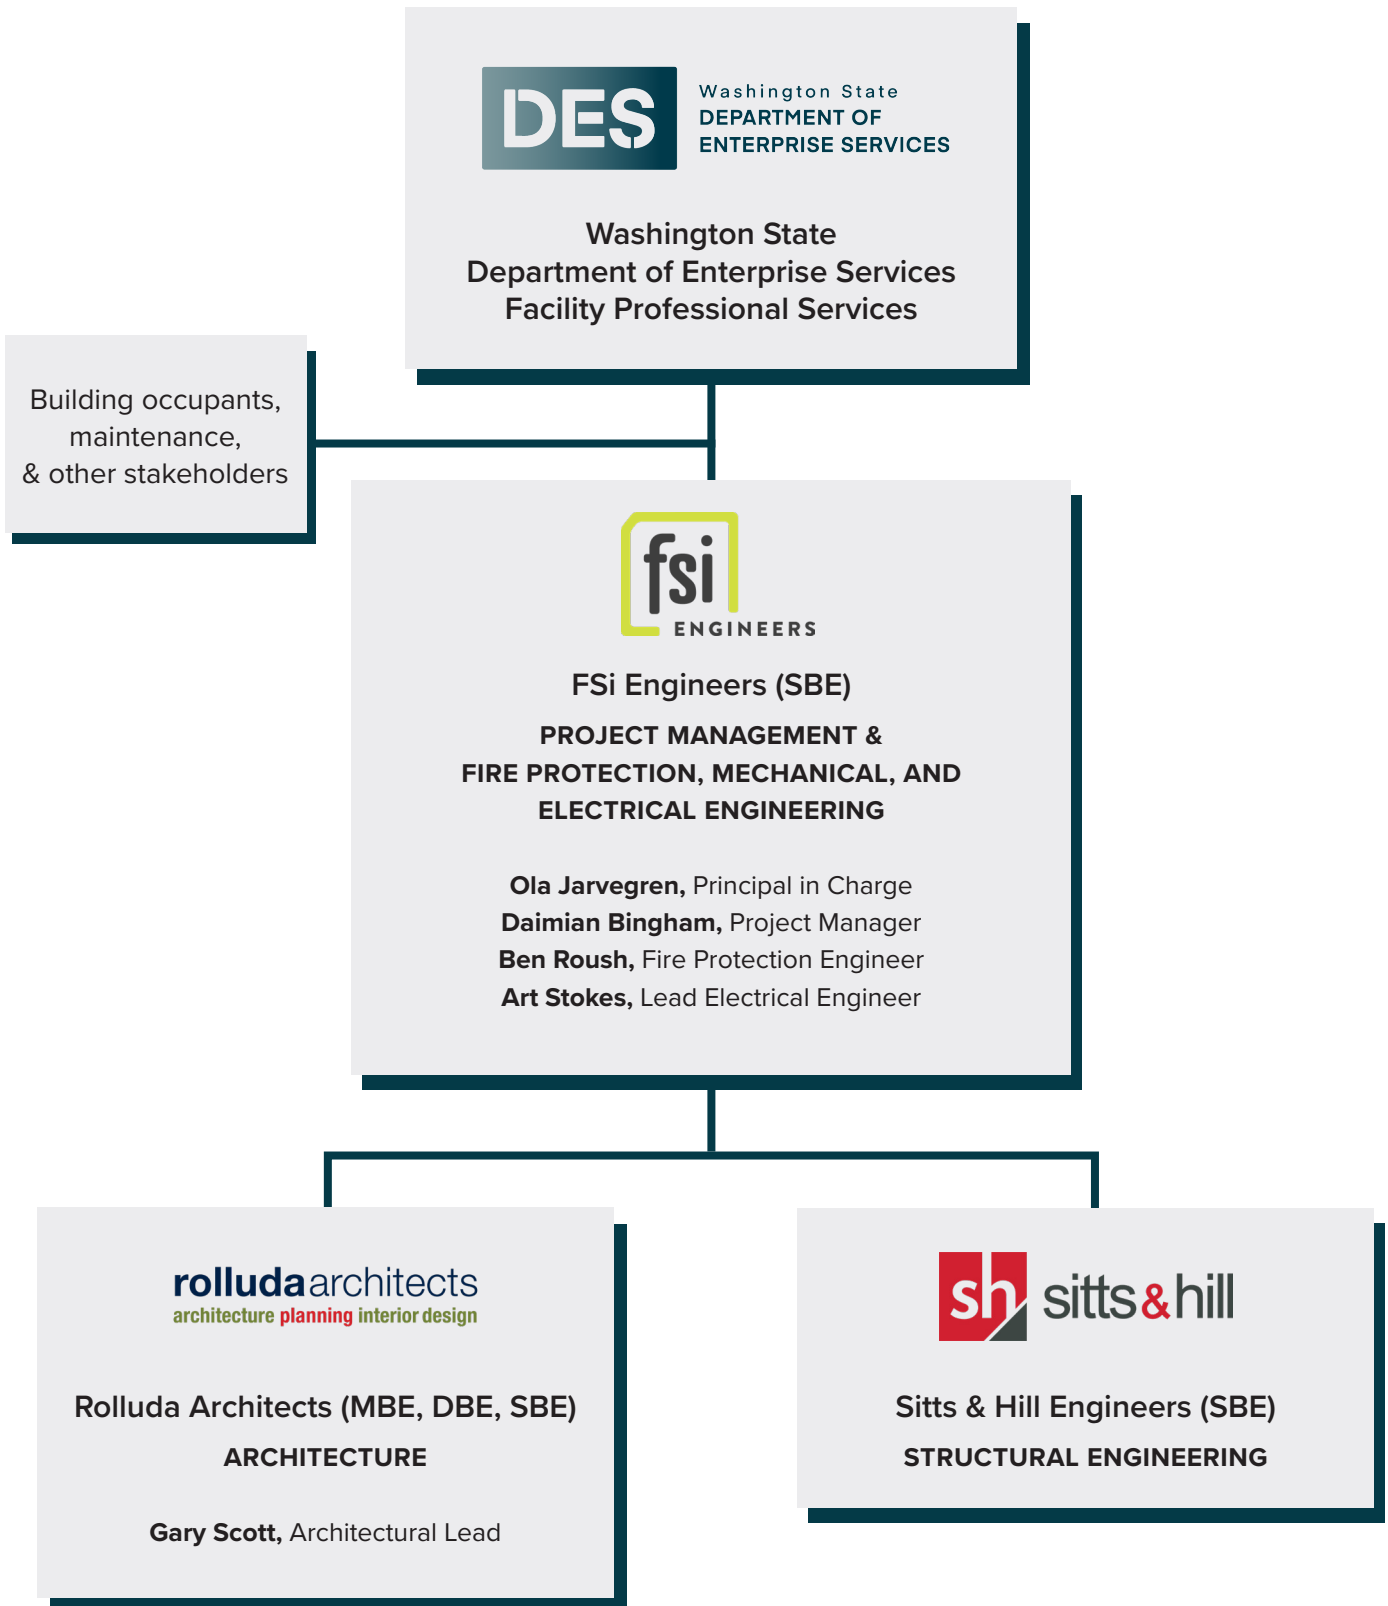 DES
Washington State
DEPARTMENT OF
ENTERPRISE SERVICES
Washington State
Department of Enterprise Services
Facility Professional Services
Building occupants,
maintenance,
& other stakeholders
fsi
ENGINEERS
FSi Engineers (SBE)
PROJECT MANAGEMENT &
FIRE PROTECTION, MECHANICAL, AND
ELECTRICAL ENGINEERING
Ola Jarvegren, Principal in Charge
Daimian Bingham, Project Manager
Ben Roush, Fire Protection Engineer
Art Stokes, Lead Electrical Engineer
rolludaarchitects
architecture planning interior design
Rolluda Architects (MBE, DBE, SBE)
ARCHITECTURE
Gary Scott, Architectural Lead
sh sitts&hill
Sitts & Hill Engineers (SBE)
STRUCTURAL ENGINEERING